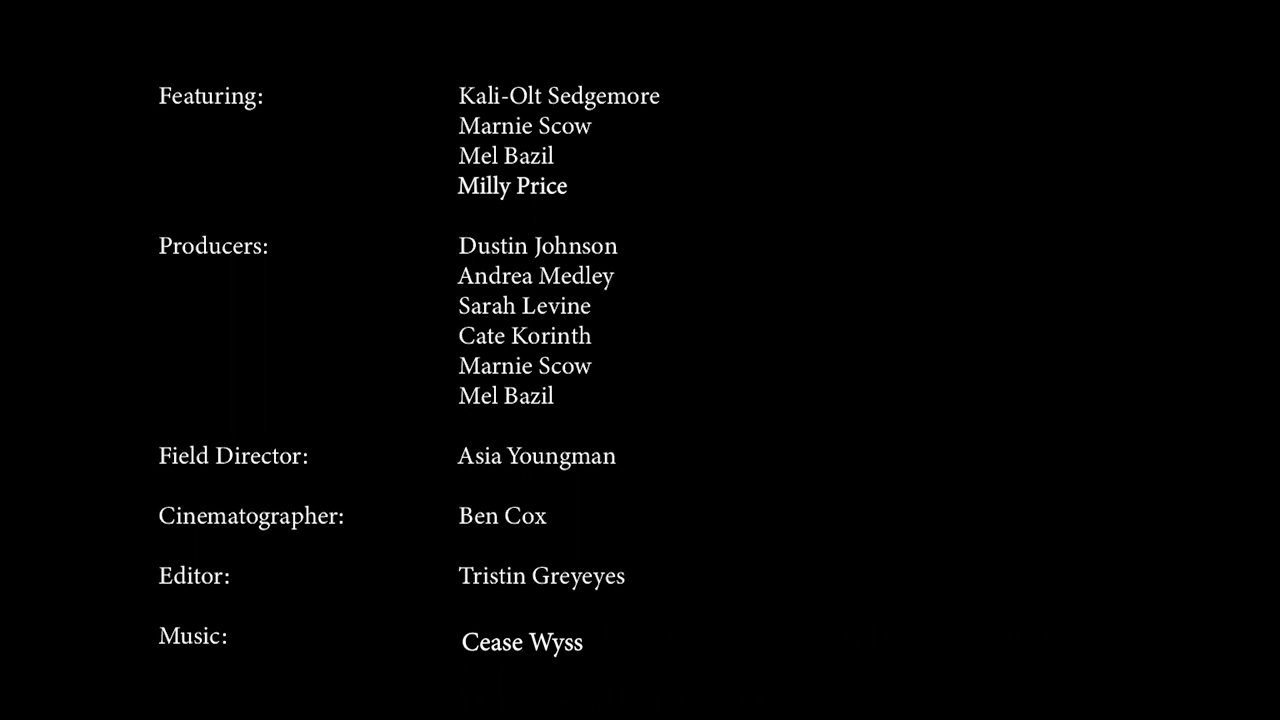 Featuring: Kali-Olt Sedgemore
Marnie Scow
Mel Bazil
Milly Price
Producers: Dustin Johnson
Andrea Medley
Sarah Levine
Cate Korinth
Marnie Scow
Mel Bazil
Field Director: Asia Youngman
Cinematographer: Ben Cox
Editor: Tristin Greyeyes
Music: Cease Wyss